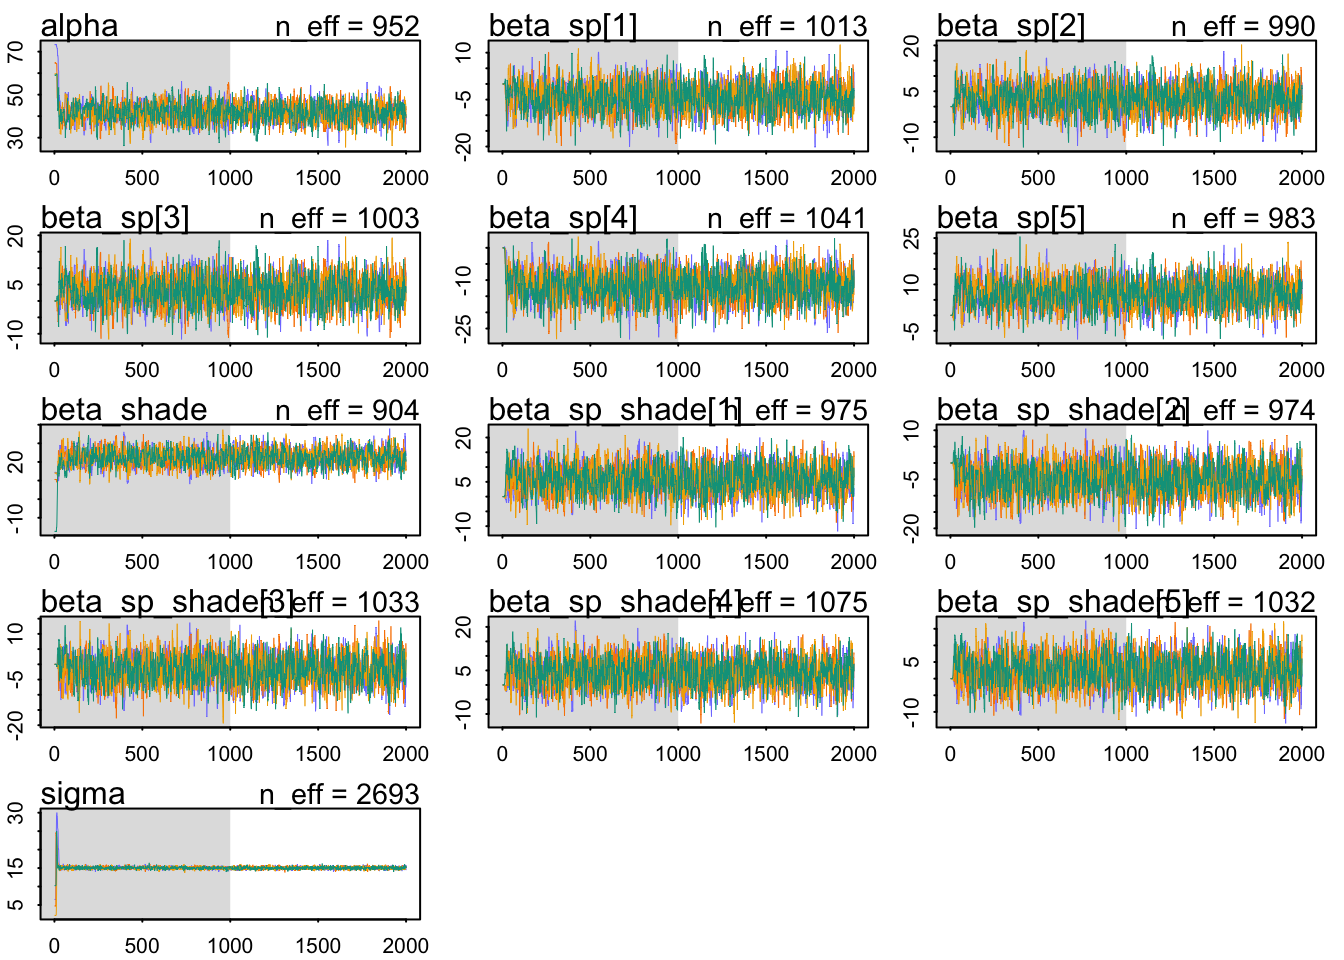 alpha n_eff = 952
70
50
30
0 500 1000 1500 2000
beta_sp[1] n_eff = 1013
10
-5
-20
0 500 1000 1500 2000
beta_sp[2] n_eff = 990
20
5
-10
0 500 1000 1500 2000
beta_sp[3] n_eff = 1003
20
5
-10
0 500 1000 1500 2000
beta_sp[4] n_eff = 1041
-10
-25
0 500 1000 1500 2000
beta_sp[5] n_eff = 983
25
10
-5
0 500 1000 1500 2000
beta_shade n_eff = 904
20
-10
0 500 1000 1500 2000
beta_sp_shade[1] n_eff = 975
20
5
-10
0 500 1000 1500 2000
beta_sp_shade[2] n_eff = 974
10
-5
-20
0 500 1000 1500 2000
beta_sp_shade[3] n_eff = 1033
10
-5
-20
0 500 1000 1500 2000
beta_sp_shade[4] n_eff = 1075
20
5
-10
0 500 1000 1500 2000
beta_sp_shade[5] n_eff = 1032
5
-10
0 500 1000 1500 2000
sigma n_eff = 2693
30
15
5
0 500 1000 1500 2000